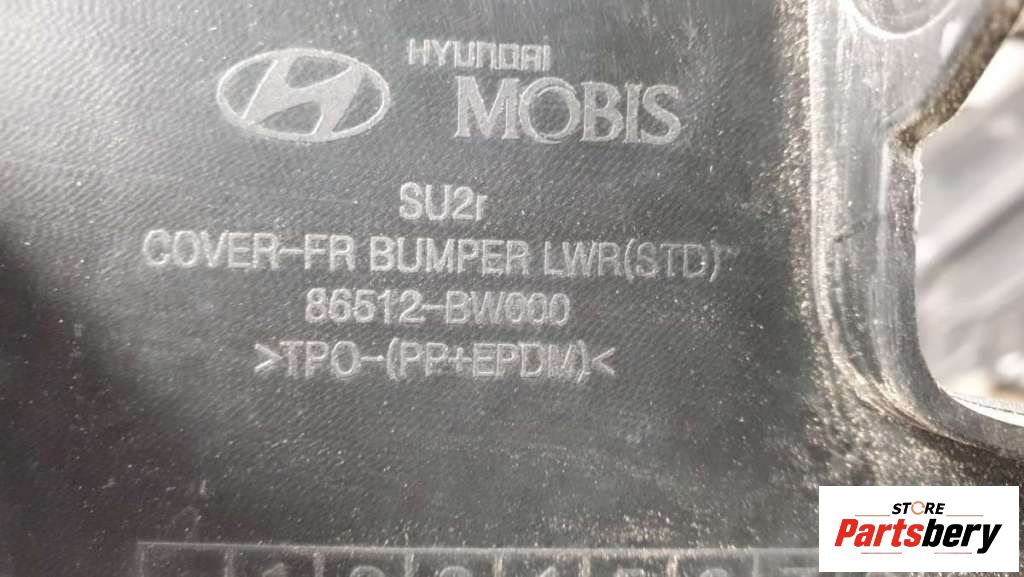 HYUNDAI
MOBIS
SU2r
COVER-FR BUMPER LWR(STD)
86512-BW000
>TPO-(PP+EPDM)<
STORE
Partsbery